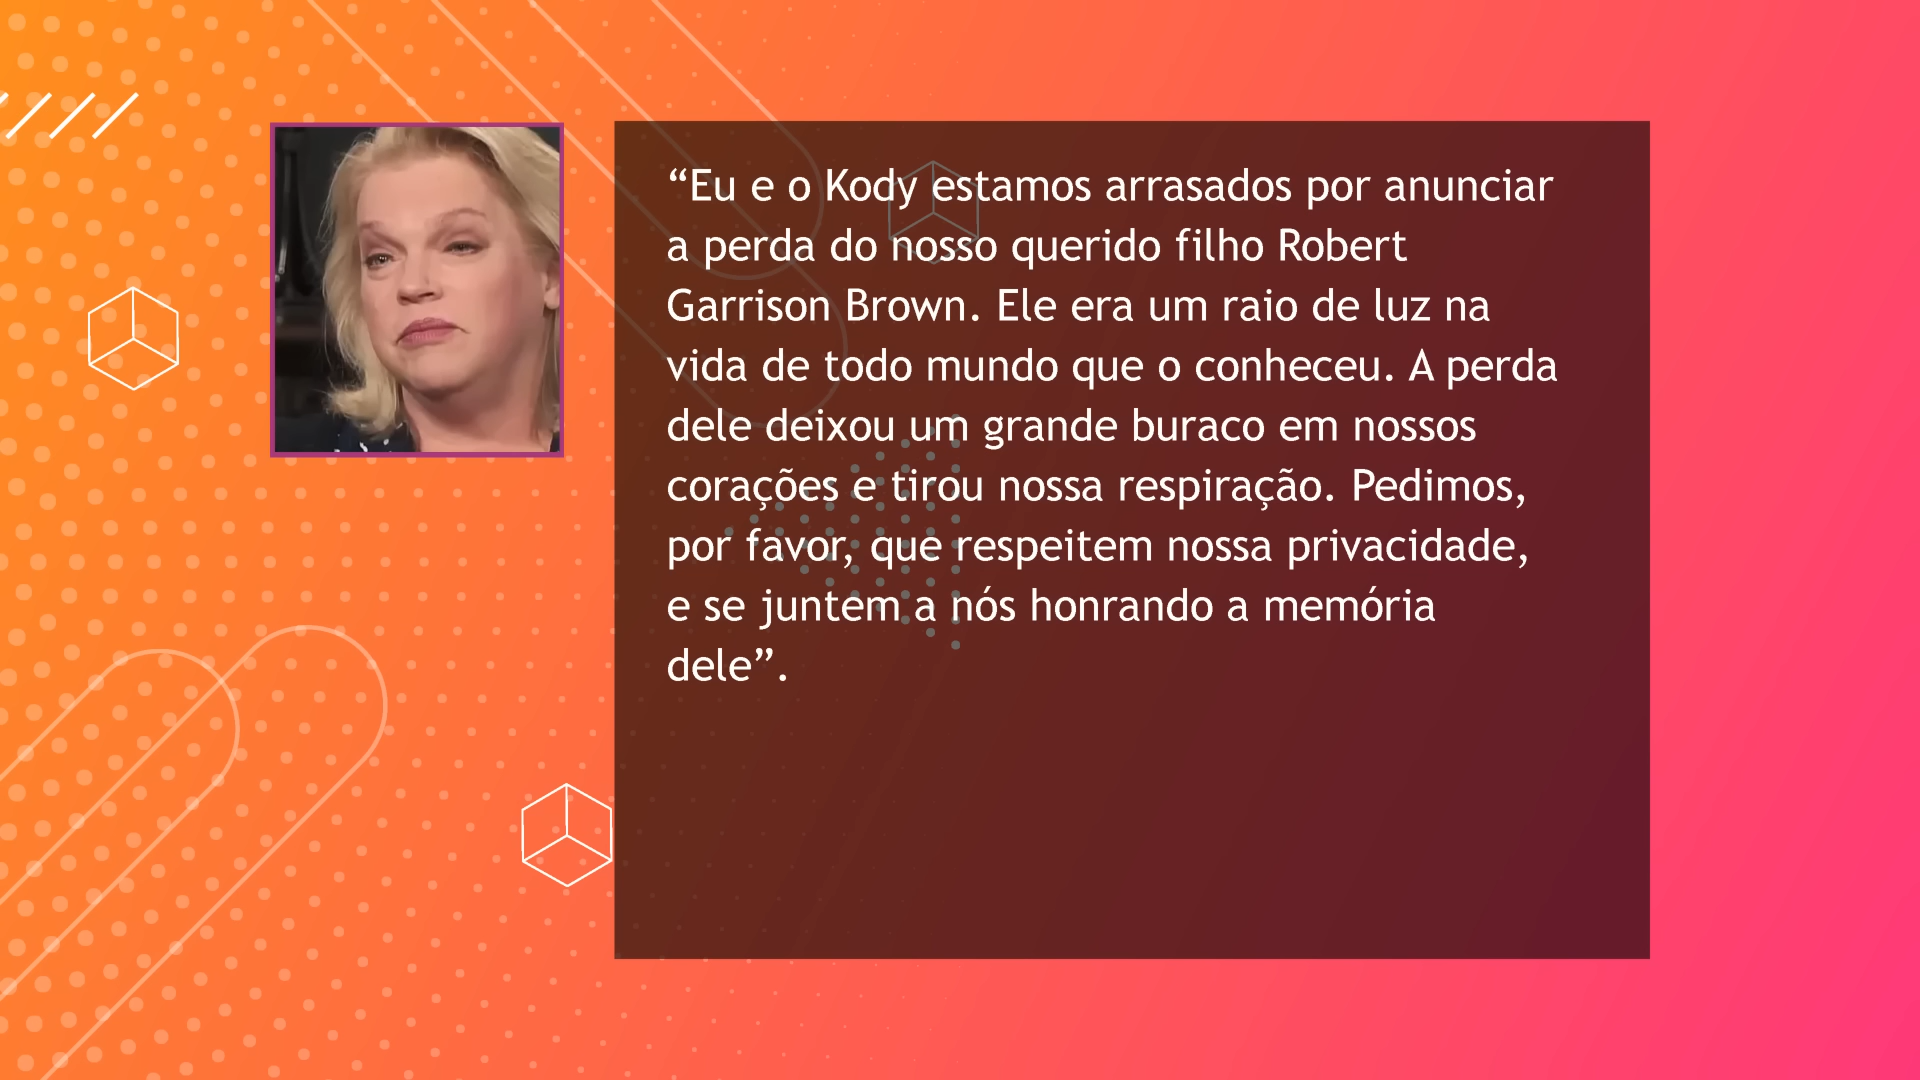 “Eu e o Kody estamos arrasados por anunciar
a perda do nosso querido filho Robert
Garrison Brown. Ele era um raio de luz na
vida de todo mundo que o conheceu. A perda
dele deixou um grande buraco em nossos
corações e tirou nossa respiração. Pedimos,
por favor, que respeitem nossa privacidade,
e se juntem a nós honrando a memória
dele”.